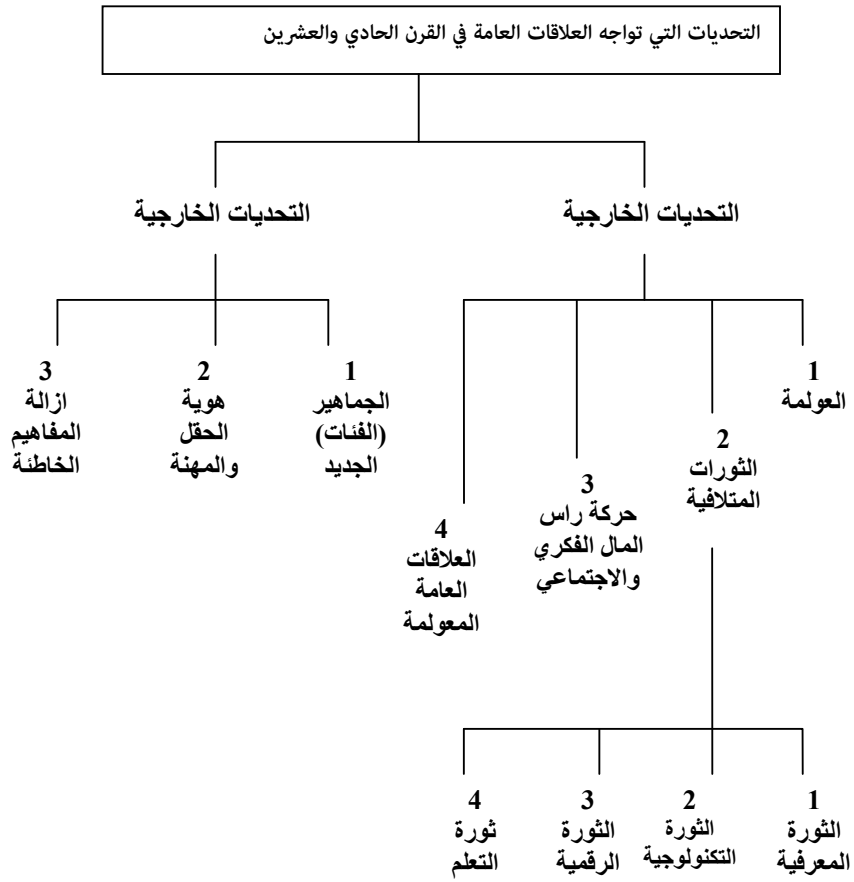 التحديات التي تواجه العلاقات العامة في القرن الحادي والعشرين
التحديات الخارجية
التحديات الخارجية
1
العولمة
2
الثورات
المتلافية
3
حركة راس
المال الفكري
والاجتماعي
4
العلاقات
العامة
المعولمة
1
الجماهير
(الفئات)
الجديد
2
هوية
الحقل
والمهنة
3
ازالة
المفاهيم
الخاطئة
1
الثورة
المعرفية
2
الثورة
التكنولوجية
3
الثورة
الرقمية
4
ثورة
التعلم